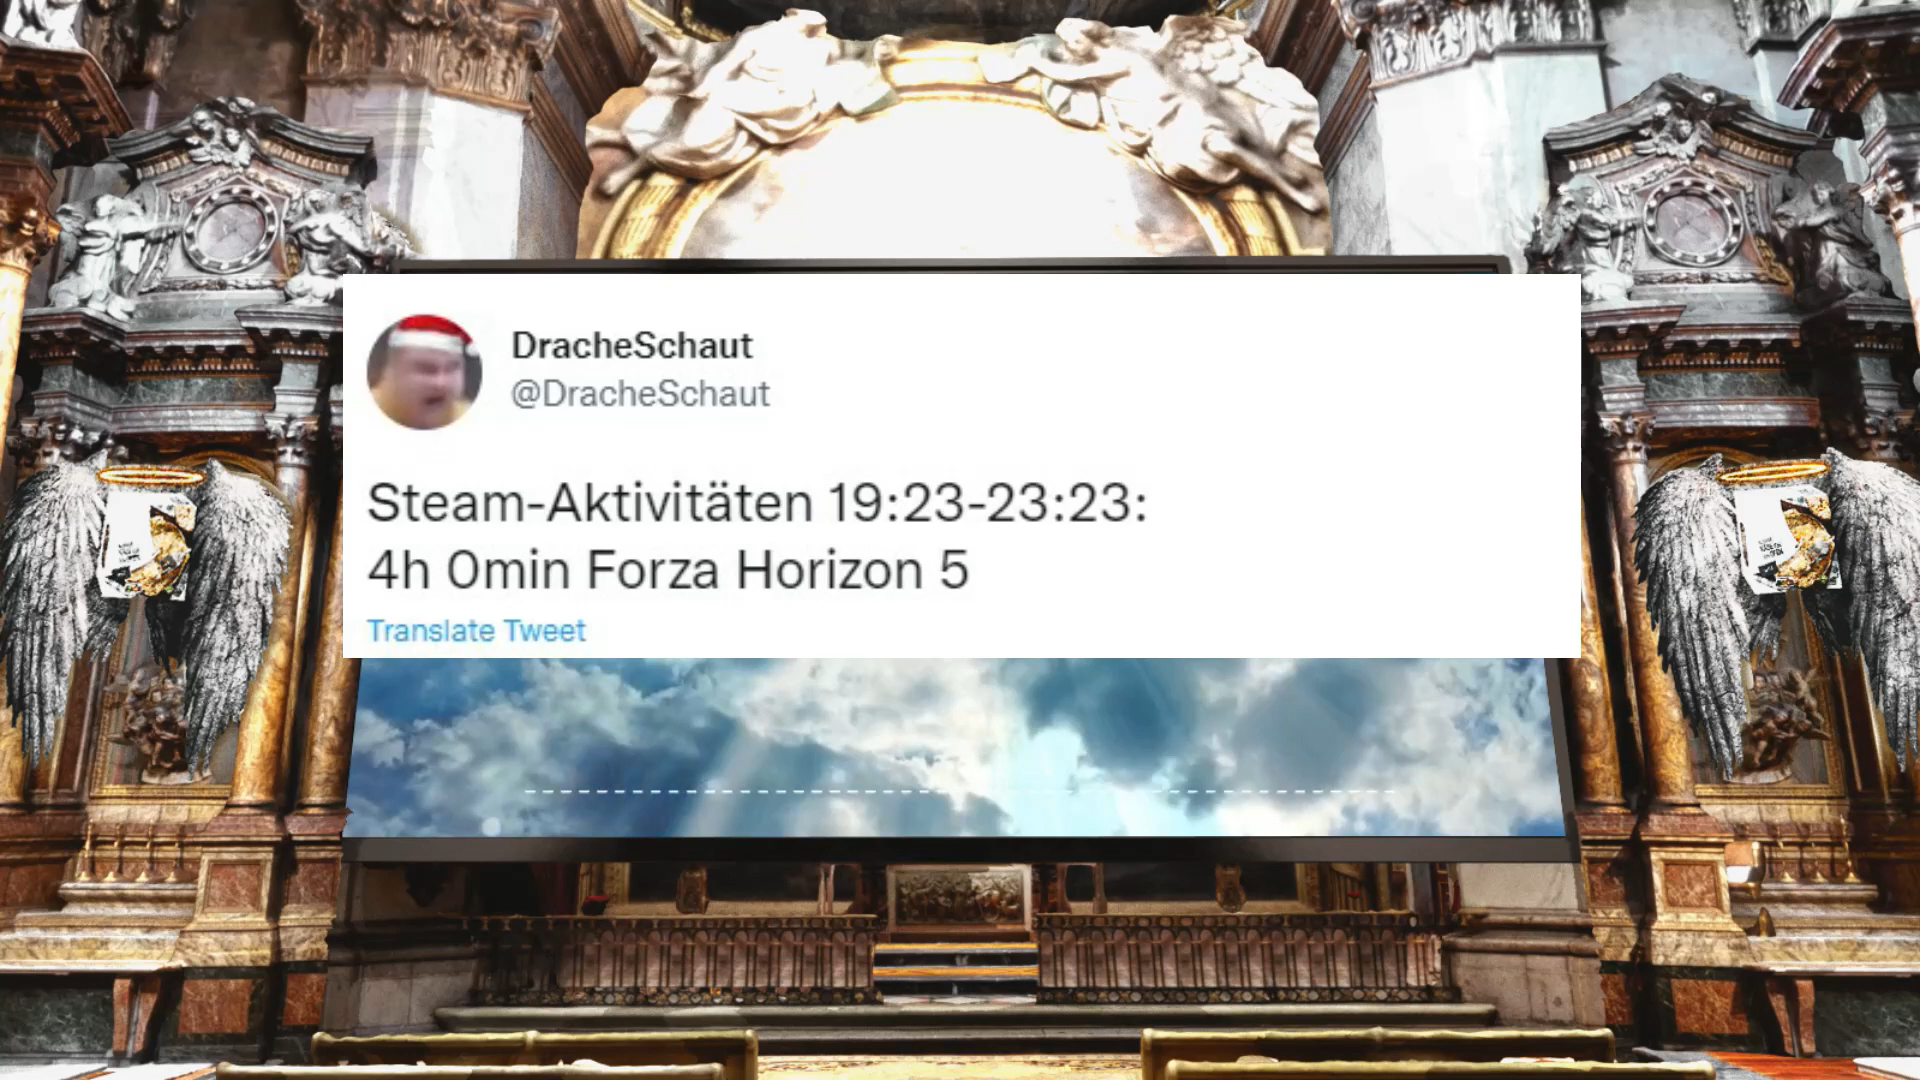 DracheSchaut
@DracheSchaut
Steam-Aktivitäten 19:23-23:23:
4h 0min Forza Horizon 5
Translate Tweet